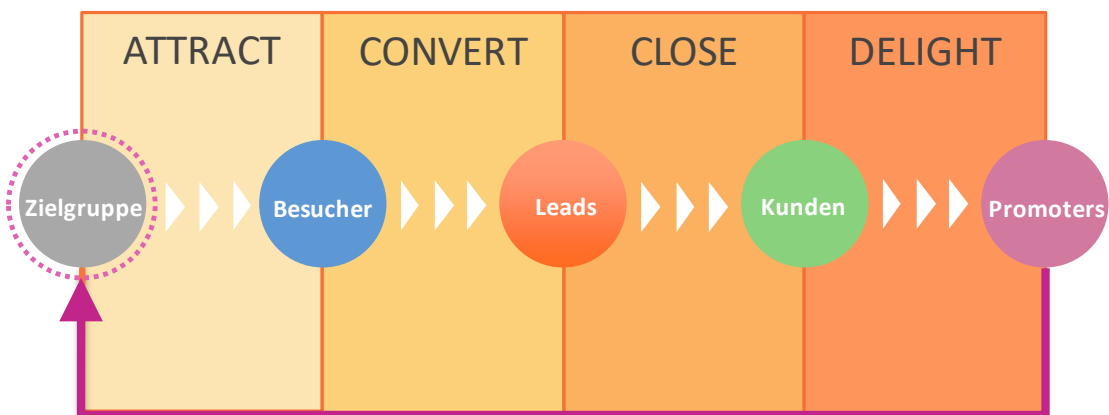 ATTRACT
CONVERT
CLOSE
DELIGHT
Zielgruppe
Besucher
Leads
Kunden
Promoters